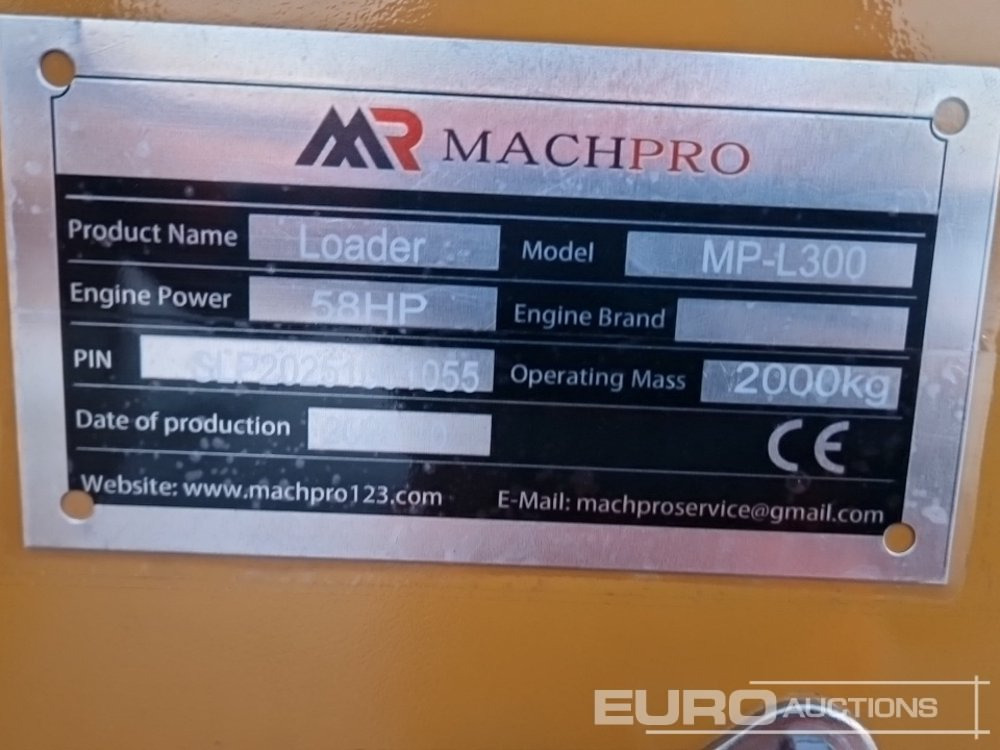 MACHPRO
Product Name Loader Model MP-L300
Engine Power 58HP Engine Brand
PIN Operating Mass 2000kg
Date of production CE
Website: www.machpro123.com E-Mail: machproservice@gmail.com
EURO AUCTIONS